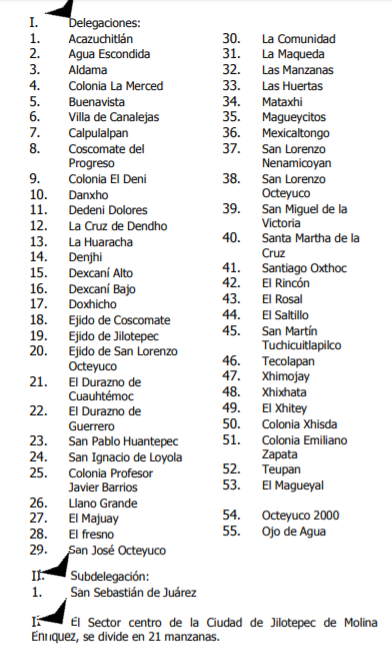 I. Delegaciones:
1. Acazuchitlán
2. Agua Escondida
3. Aldama
4. Colonia La Merced
5. Buenavista
6. Villa de Canalejas
7. Calpulalpan
8. Coscomate del
Progreso
9. Colonia El Deni
10. Danxho
11. Dedeni Dolores
12. La Cruz de Dendho
13. La Huaracha
14. Denjhi
15. Dexcaní Alto
16. Dexcaní Bajo
17. Doxhicho
18. Ejido de Coscomate
19. Ejido de Jilotepec
20. Ejido de San Lorenzo
Octeyuco
21. El Durazno de
Cuauhtémoc
22. El Durazno de
Guerrero
23. San Pablo Huantepec
24. San Ignacio de Loyola
25. Colonia Profesor
Javier Barrios
26. Llano Grande
27. El Majuay
28. El fresno
29. San José Octeyuco
30. La Comunidad
31. La Maqueda
32. Las Manzanas
33. Las Huertas
34. Mataxhi
35. Magueycitos
36. Mexicaltongo
37. San Lorenzo
Nenamicoyan
38. San Lorenzo
Octeyuco
39. San Miguel de la
Victoria
40. Santa Martha de la
Cruz
41. Santiago Oxthoc
42. El Rincón
43. El Rosal
44. El Saltillo
45. San Martín
Tuchicuitlapilco
46. Tecolapan
47. Xhimojay
48. Xhixhata
49. El Xhitey
50. Colonia Xhisda
51. Colonia Emiliano
Zapata
52. Teupan
53. El Magueyal
54. Octeyuco 2000
55. Ojo de Agua
II. Subdelegación:
1. San Sebastián de Juárez
El Sector centro de la Ciudad de Jilotepec de Molina
Enríquez, se divide en 21 manzanas.